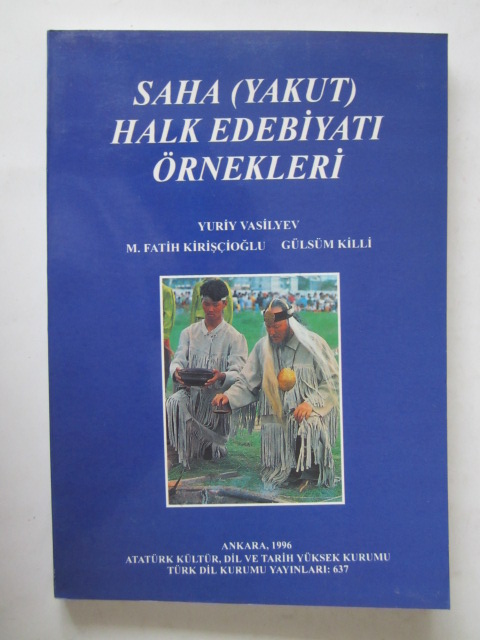 SAHA (YAKUT)
HALK EDEBİYATI
ÖRNEKLERİ
YURİY VASİLYEV
M. FATİH KİRİŞÇİOĞLU GÜLSÜM KİLLİ
ANKARA, 1996
ATATÜRK KÜLTÜR, DİL VE TARİH YÜKSEK KURUMU
TÜRK DİL KURUMU YAYINLARI: 637